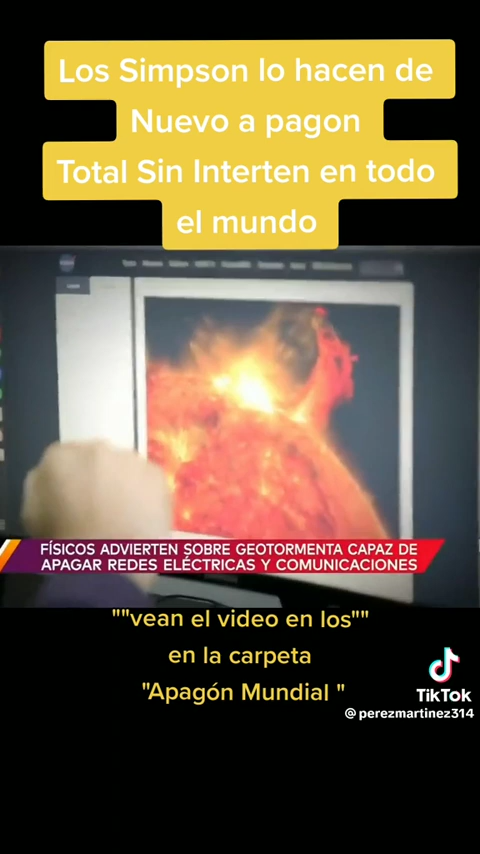 Los Simpson lo hacen de
Nuevo a pagon
Total Sin Interten en todo
el mundo
FÍSICOS ADVIERTEN SOBRE GEOTORMENTA CAPAZ DE
APAGAR REDES ELÉCTRICAS Y COMUNICACIONES
""vean el video en los""
en la carpeta
"Apagón Mundial "
TikTok
@perezmartinez314